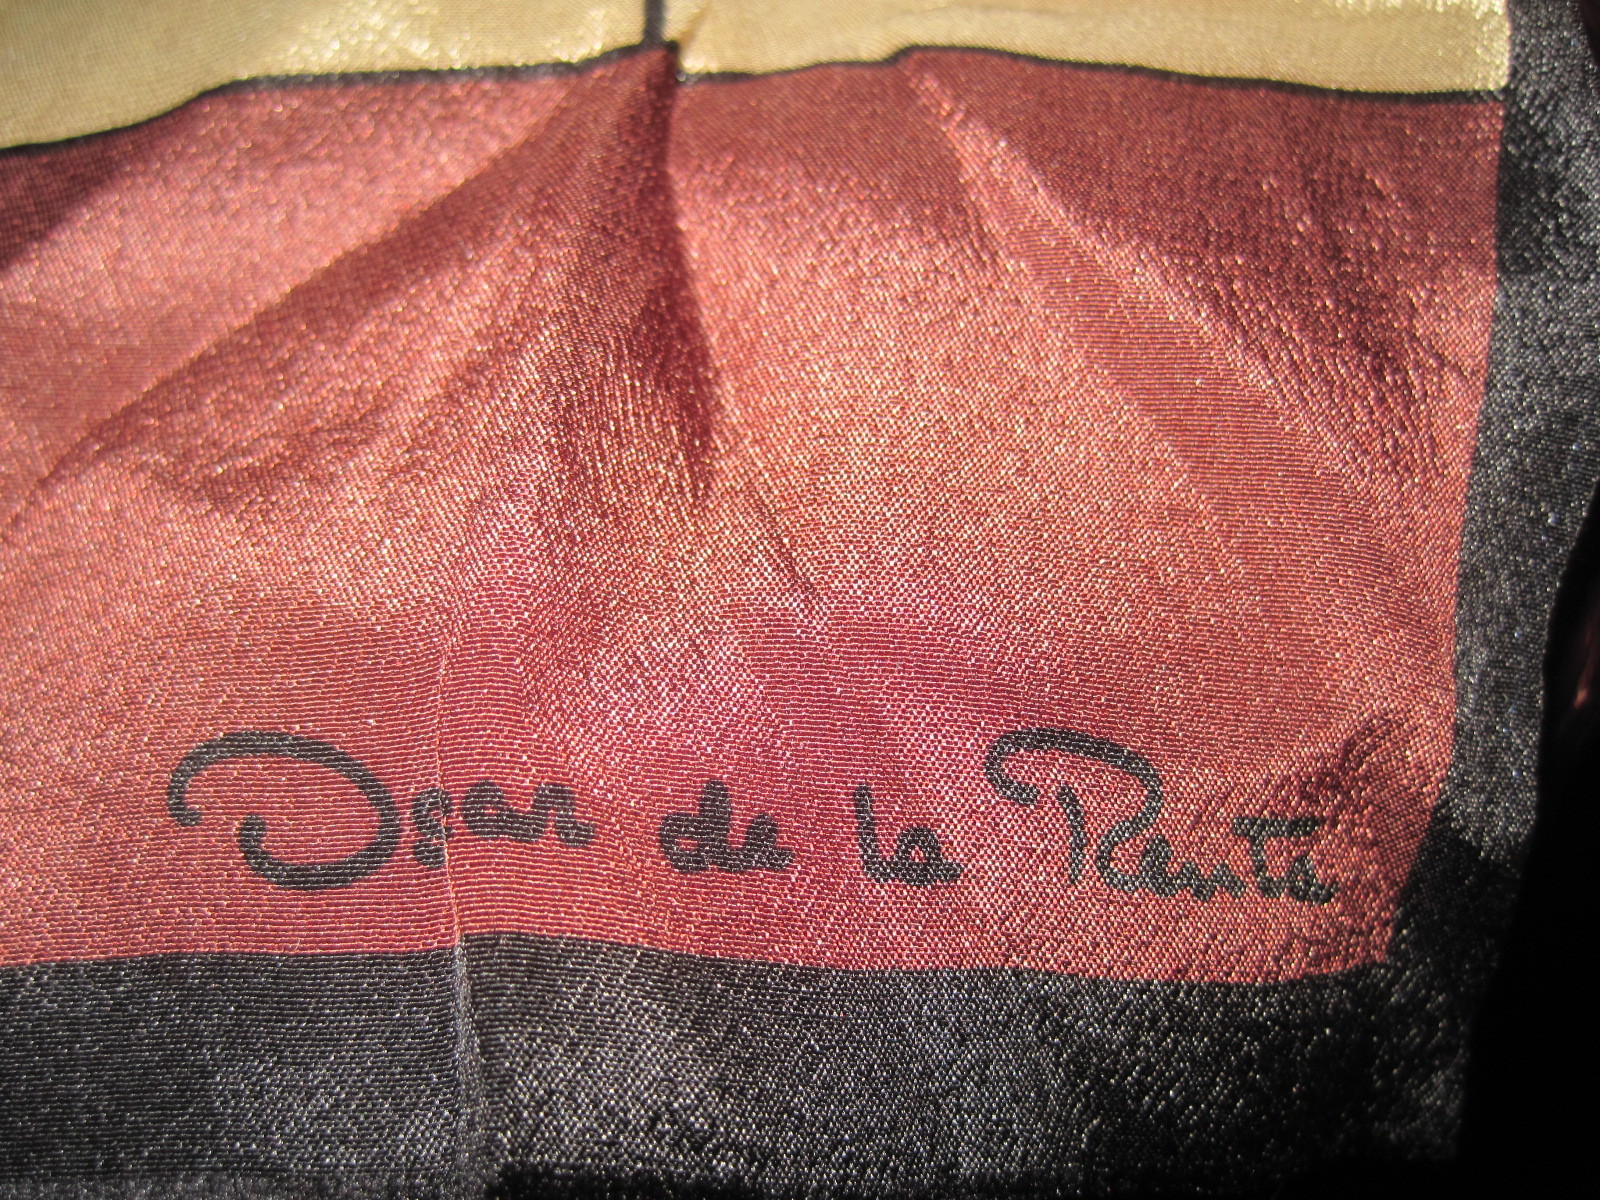 Oscar de la Renta